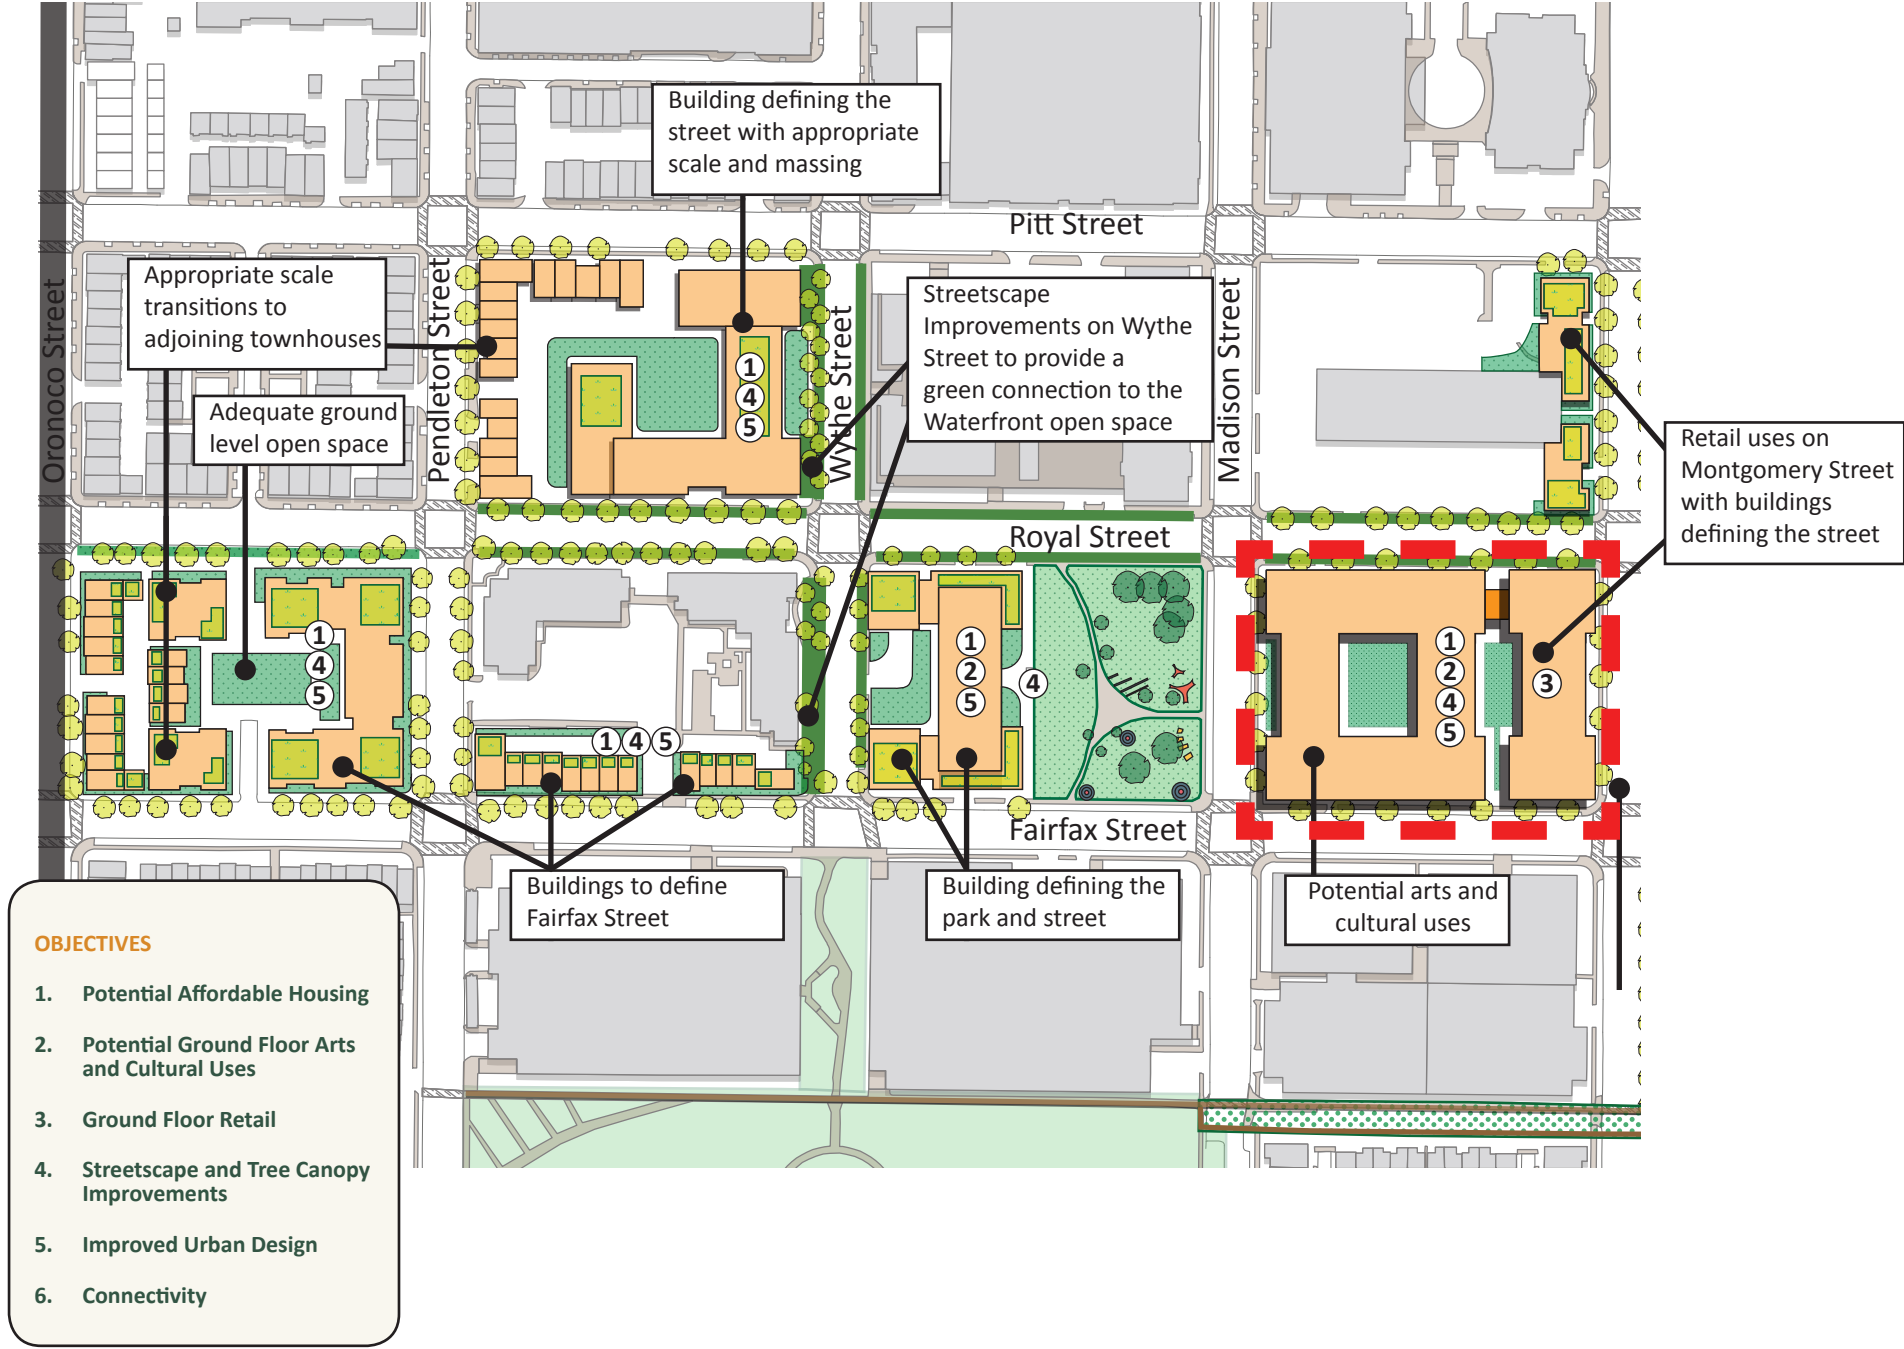 Building defining the
street with appropriate
scale and massing
Pitt Street
Appropriate scale
transitions to
adjoining townhouses
Adequate ground
level open space
Oronoco Street
Pendleton Street
Wythe Street
Streetscape
Improvements on Wythe
Street to provide a
green connection to the
Waterfront open space
Madison Street
Retail uses on
Montgomery Street
with buildings
defining the street
1
4
5
Royal Street
1
4
5
1 4 5
1
2
5
4
1
2
4
5
3
Fairfax Street
Buildings to define
Fairfax Street
Building defining the
park and street
Potential arts and
cultural uses
OBJECTIVES
1. Potential Affordable Housing
2. Potential Ground Floor Arts
and Cultural Uses
3. Ground Floor Retail
4. Streetscape and Tree Canopy
Improvements
5. Improved Urban Design
6. Connectivity